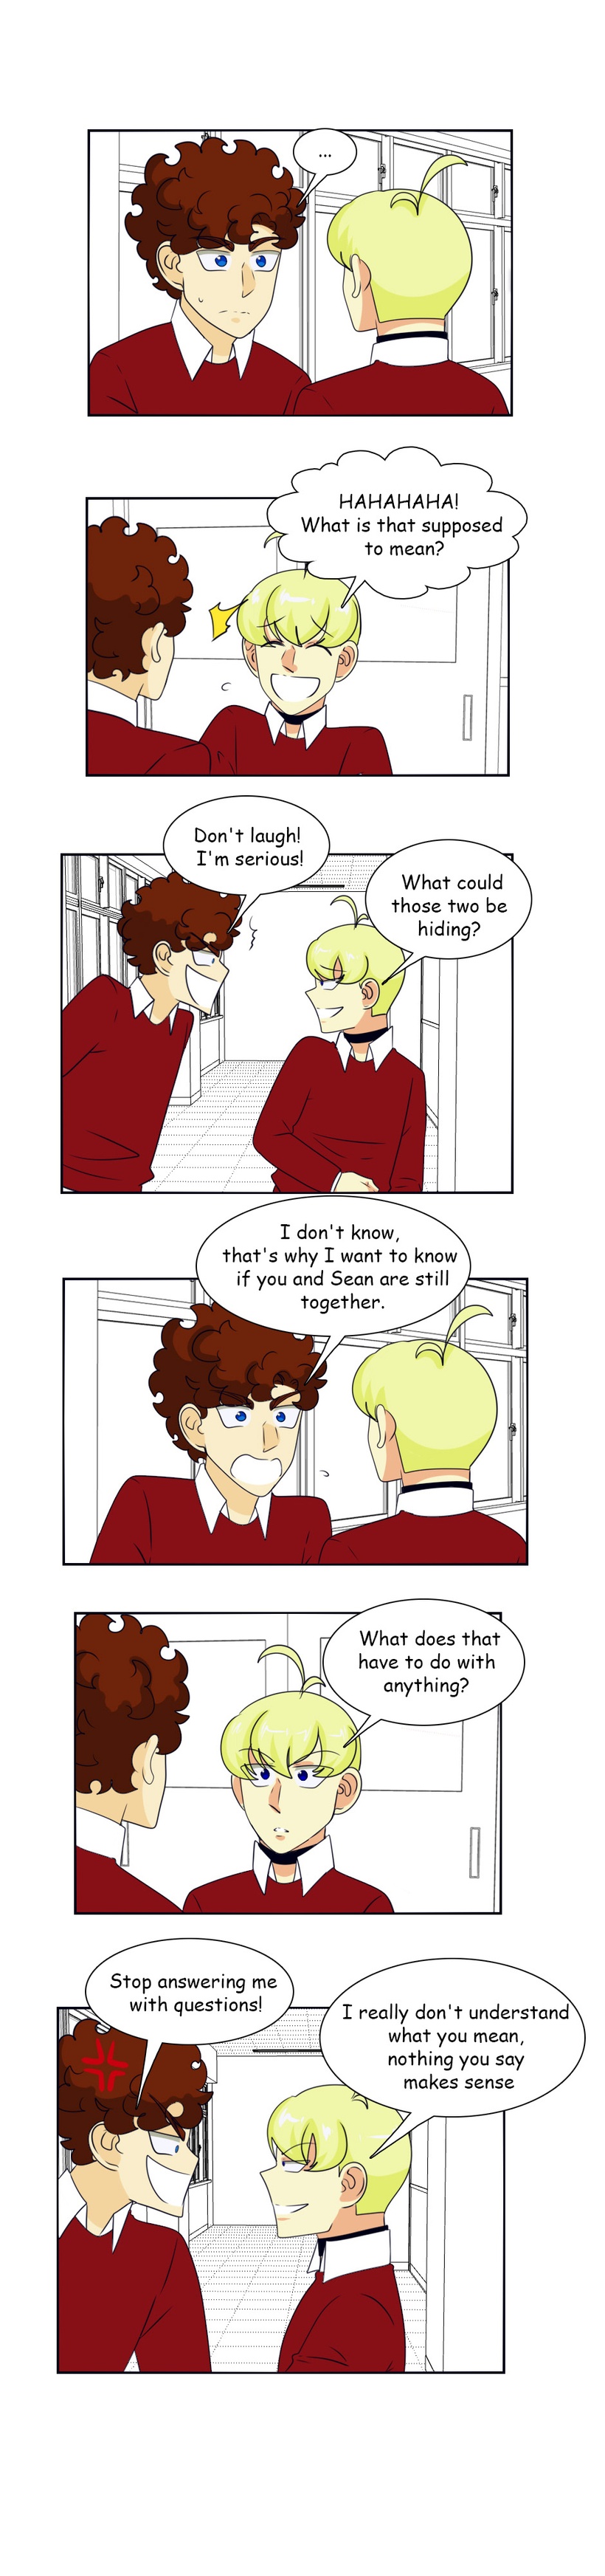 ...
HAHAHAHA!
What is that supposed
to mean?
Don't laugh!
I'm serious!
What could
those two be
hiding?
I don't know,
that's why I want to know
if you and Sean are still
together.
What does that
have to do with
anything?
Stop answering me
with questions!
I really don't understand
what you mean,
nothing you say
makes sense